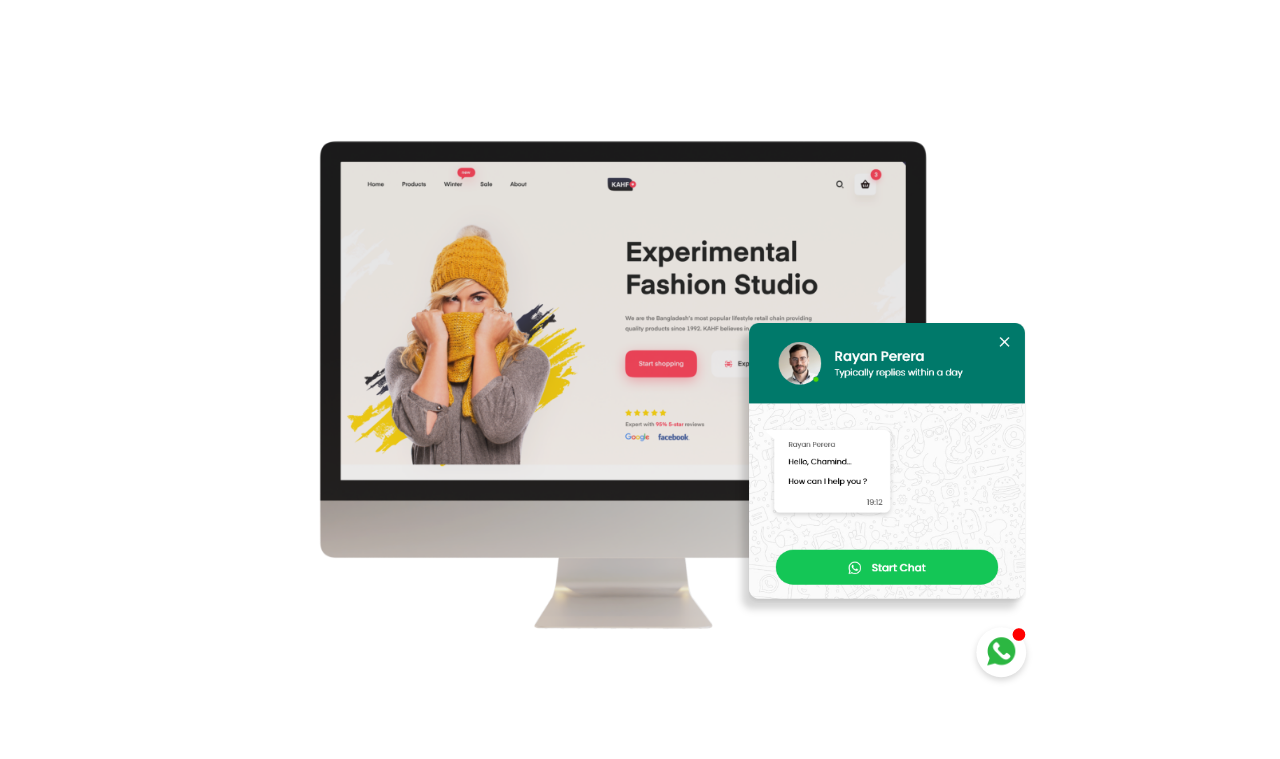 Home Products Winter Sale About
KAHF
3
Experimental
Fashion Studio
We are the Bangladesh's most popular lifestyle retail chain providing
quality products since 1992. KAHF believes in
Start shopping
Exp
Expert with 95% 5-star reviews
Google facebook
Rayan Perera
Typically replies within a day
Rayan Perera
Hello, Chamind...
How can I help you ?
19:12
Start Chat